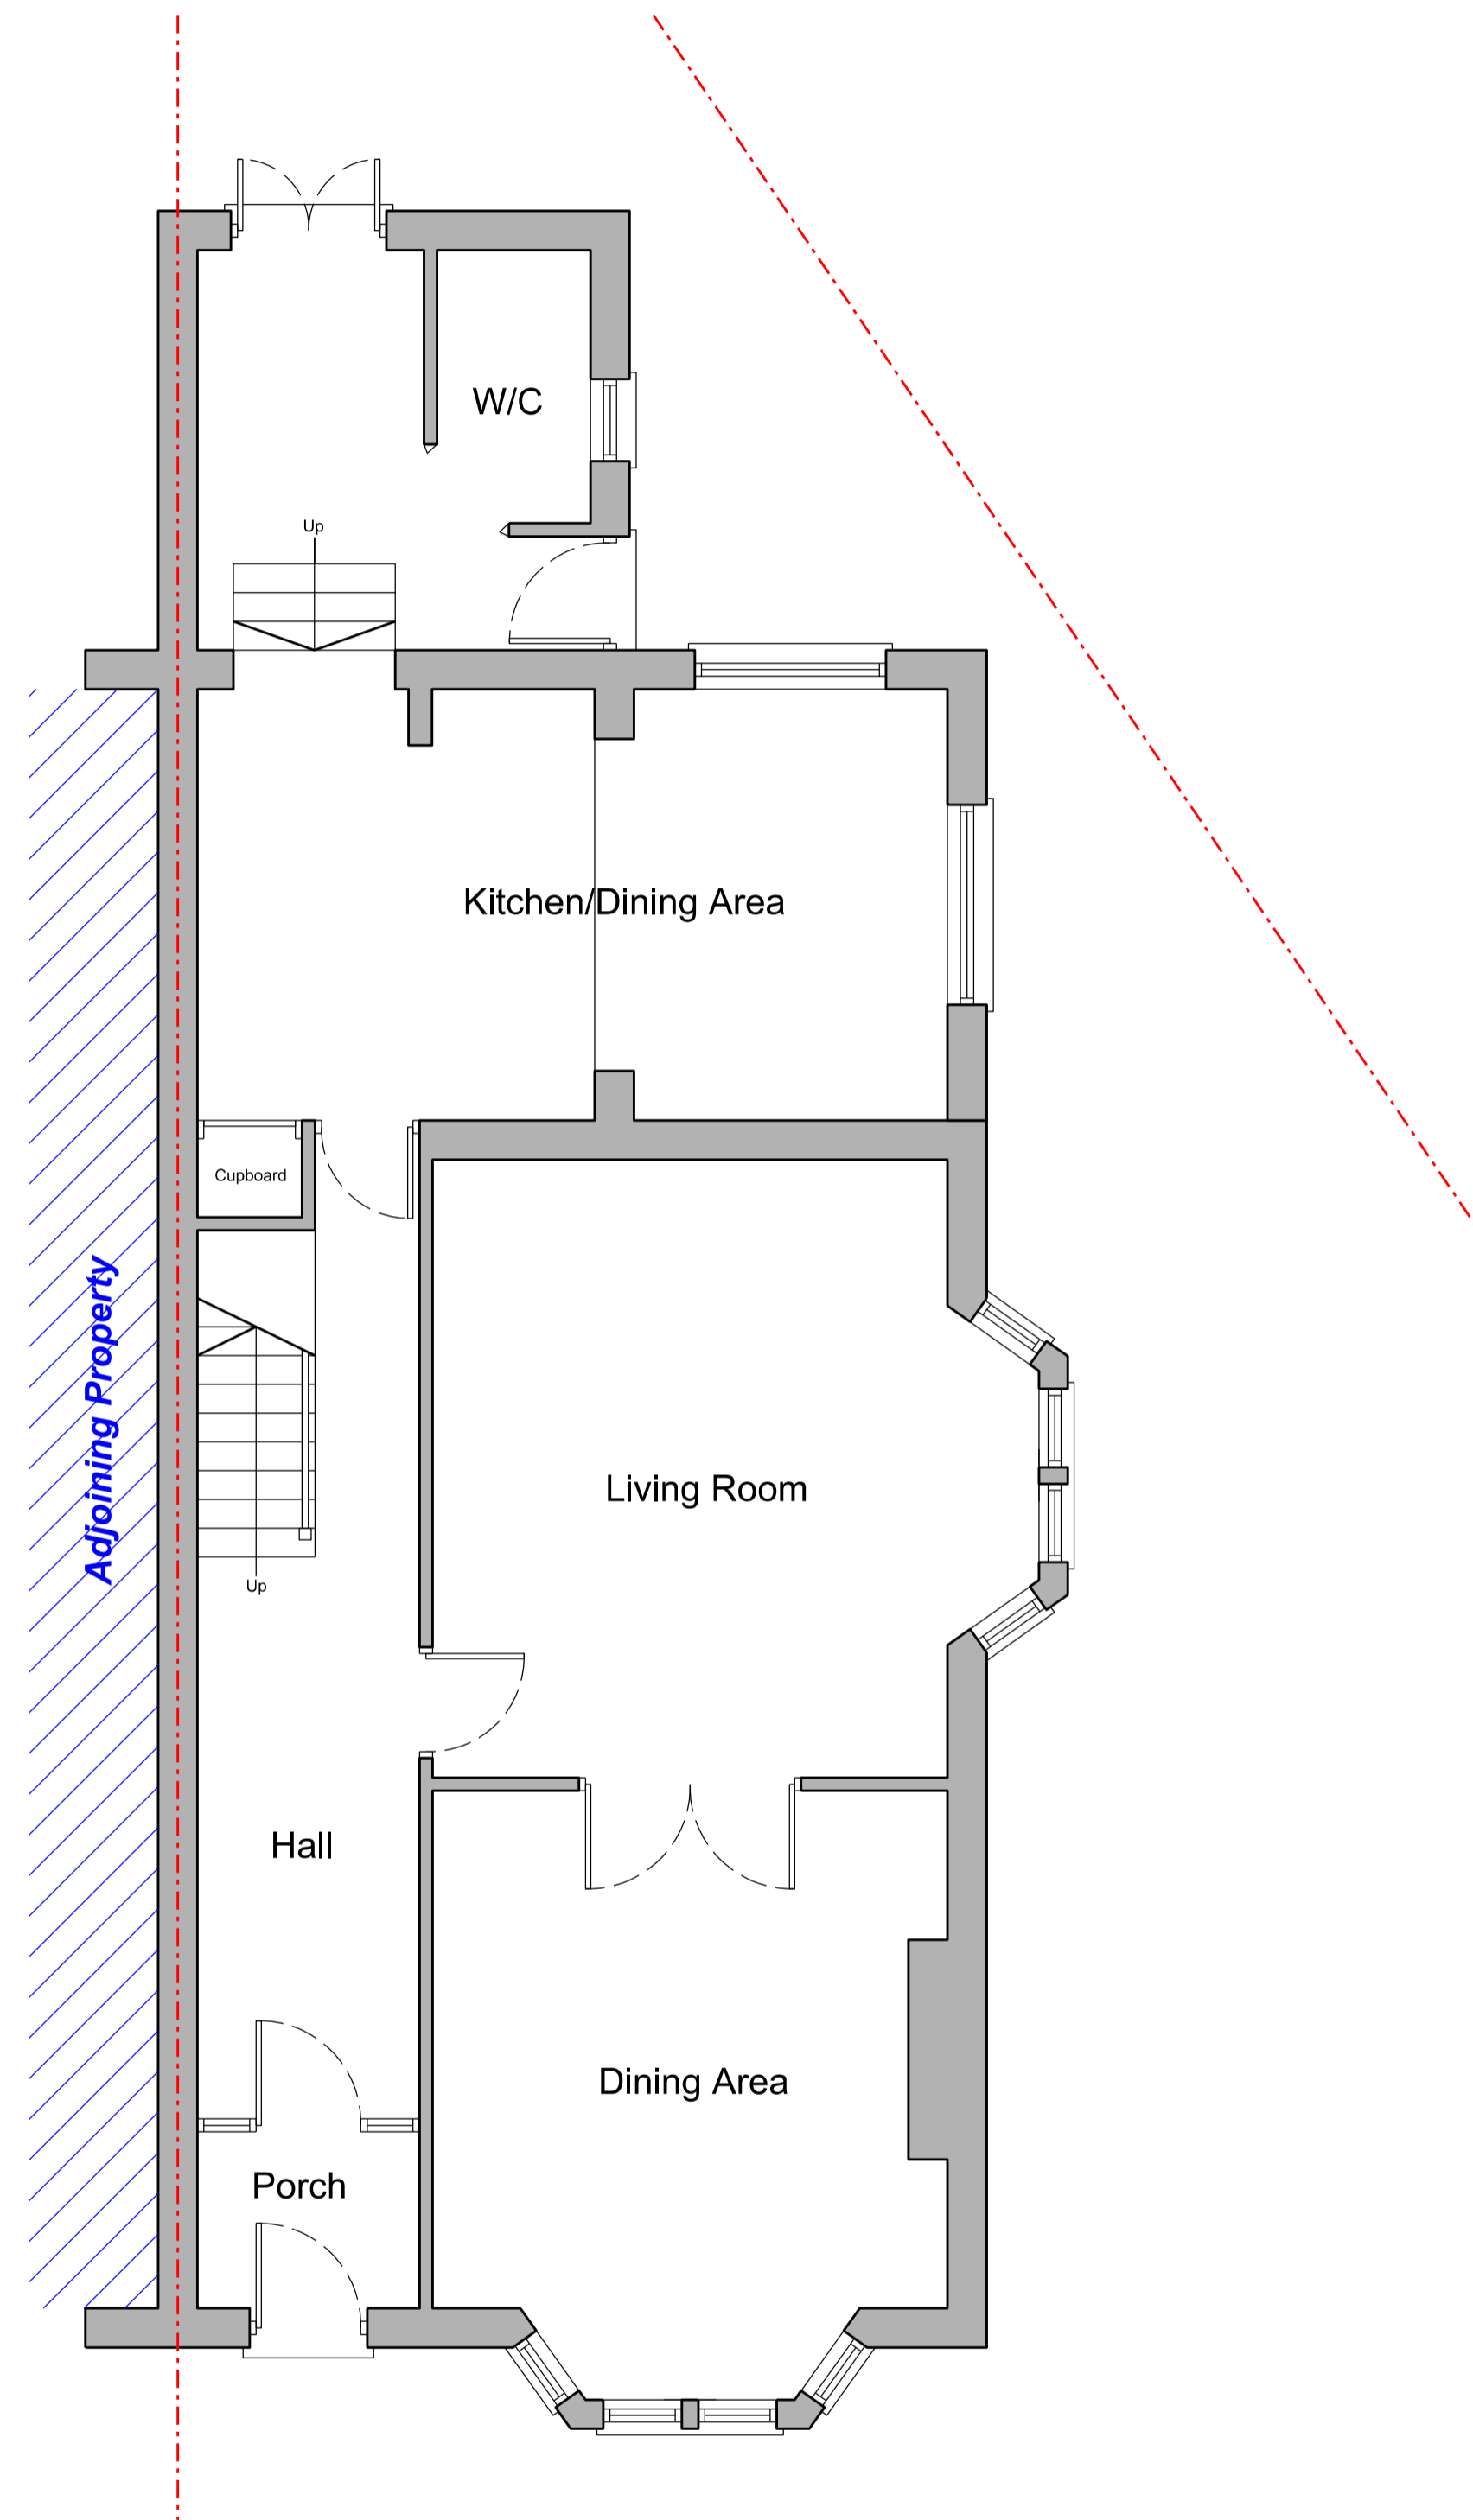 W/C
Up
Kitchen/Dining Area
Cupboard
Adjoining Property
Living Room
Up
Hall
Dining Area
Porch